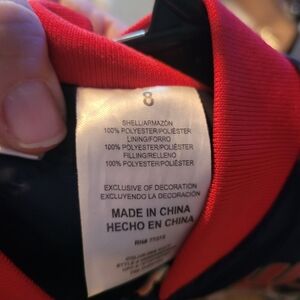 8
SHELL/ARMAZÓN
100% POLYESTER/POLIÉSTER
LINING/FORRO
100% POLYESTER/POLIÉSTER
FILLING/RELLENO
100% POLYESTER/POLIÉSTER
EXCLUSIVE OF DECORATION
EXCLUYENDO LA DECORACIÓN
MADE IN CHINA
HECHO EN CHINA
RN#